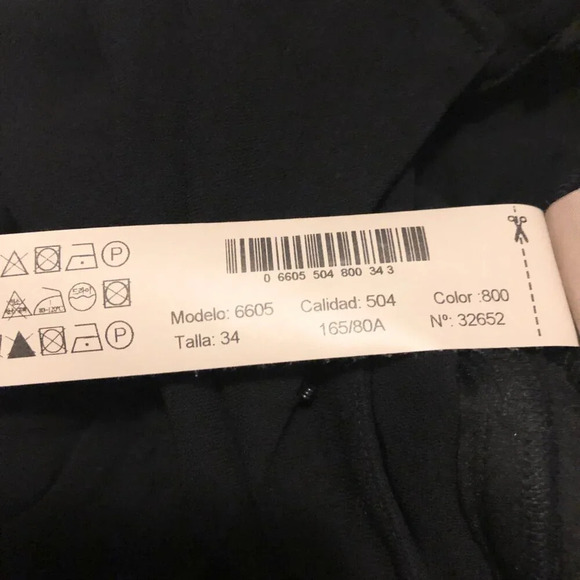 0 6605 504 800 34 3
Modelo: 6605 Calidad: 504 Color :800
Talla: 34 165/80A Nº: 32652
P
P